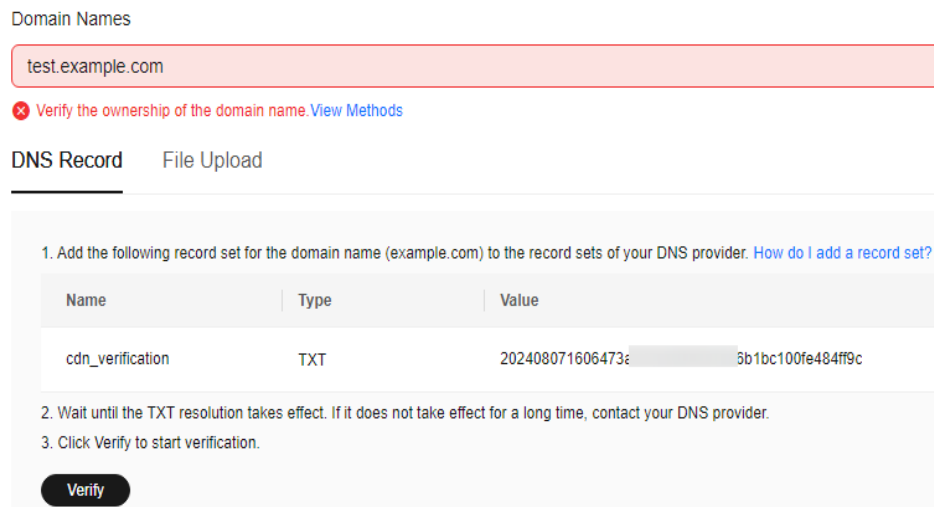 Domain Names
test.example.com
Verify the ownership of the domain name. View Methods
DNS Record File Upload
1. Add the following record set for the domain name (example.com) to the record sets of your DNS provider. How do I add a record set?
Name Type Value
cdn_verification TXT 202408071606473a 6b1bc100fe484ff9c
2. Wait until the TXT resolution takes effect. If it does not take effect for a long time, contact your DNS provider.
3. Click Verify to start verification.
Verify